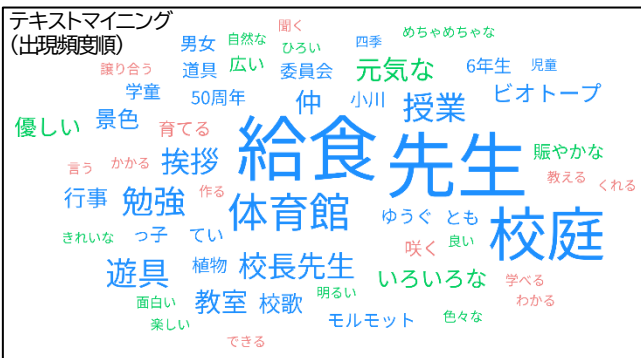 テキストマイニング
(出現頻度順)
男女 自然な 聞く ひろい 四季 めちゃめちゃな
譲り合う 道具 広い 委員会 元気な 6年生 児童
学童 50周年 仲 小川 授業 ビオトープ
優しい 景色 育てる 給食 先生 賑やかな
言う かかる 挨拶 教える くれる
行事 勉強 作る 体育館 ゆうぐ とも 校庭
きれいな っ子 てい 咲く 良い
遊具 植物 校長先生 いろいろな 学べる
面白い 教室 校歌 明るい わかる
楽しい モルモット 色々な
できる